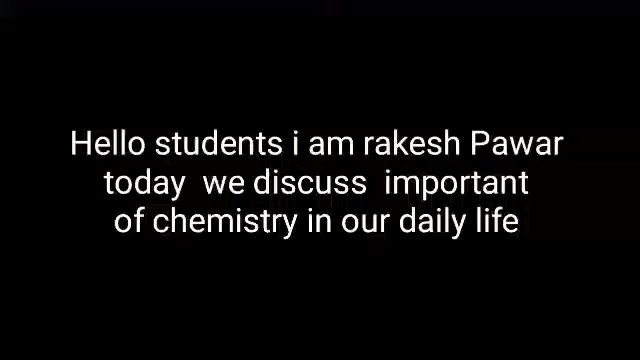 Hello students i am rakesh Pawar
today we discuss important
of chemistry in our daily life